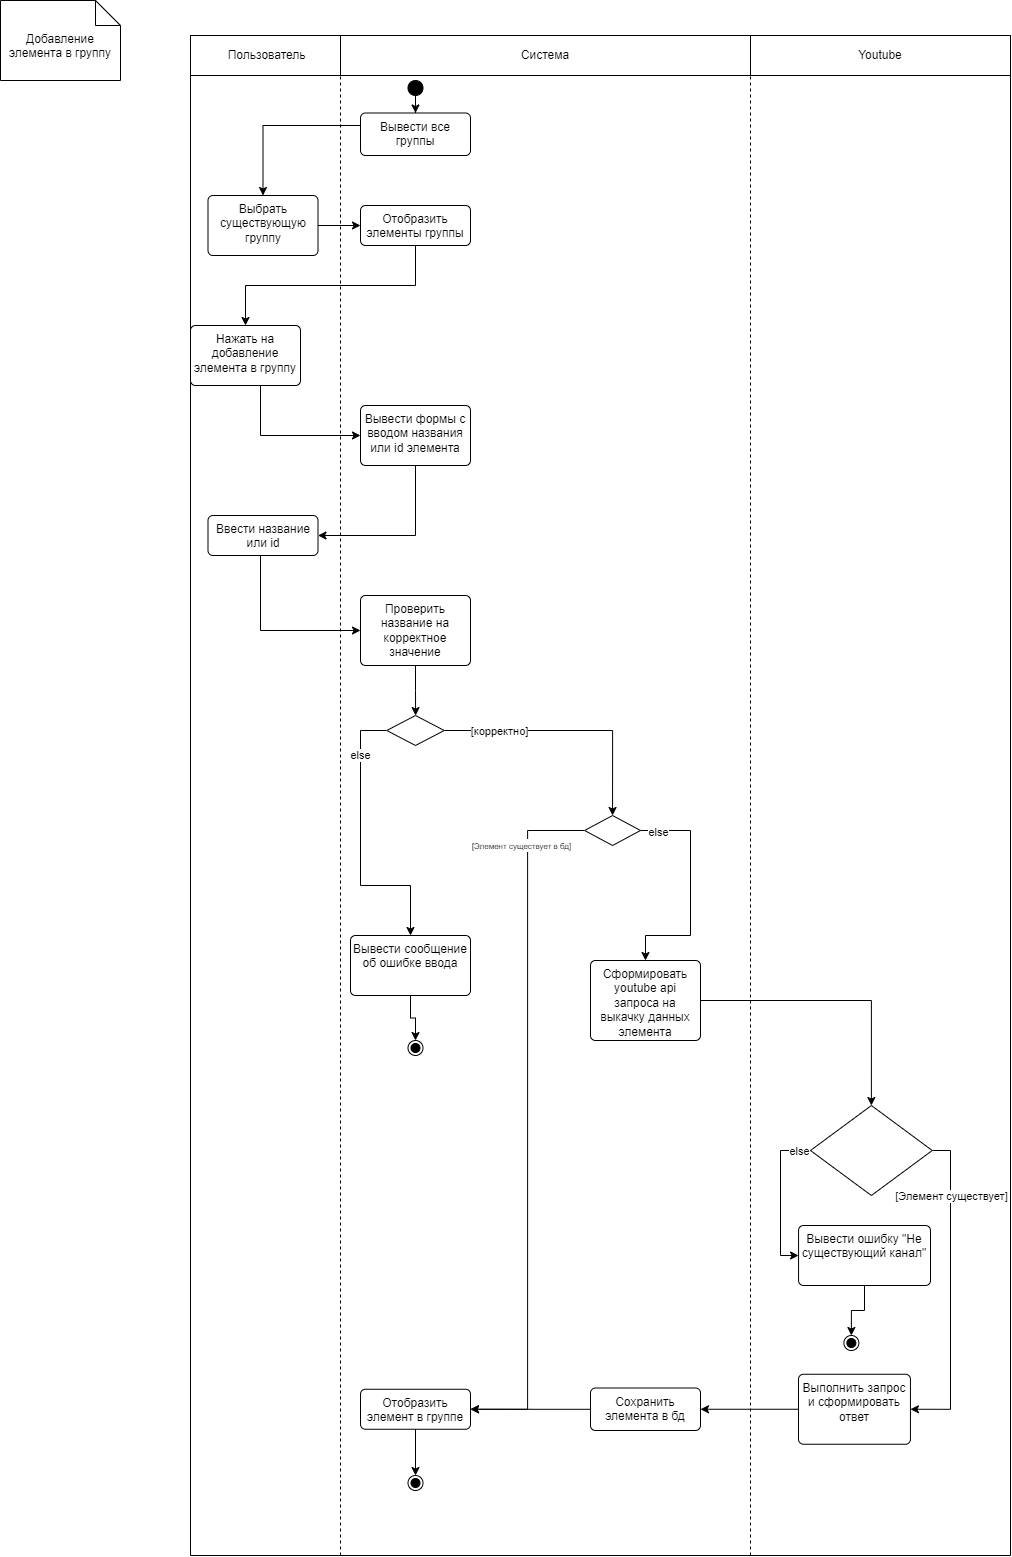 Добавление
элемента в группу
Пользователь
Система
Youtube
Вывести все
группы
Выбрать
существующую
группу
Отобразить
элементы группы
Нажать на
добавление
элемента в группу
Вывести формы с
вводом названия
или id элемента
Ввести название
или id
Проверить
название на
корректное
значение
[корректно]
else
else
[Элемент существует в бд]
Вывести сообщение
об ошибке ввода
Сформировать
youtube api
запроса на
выкачку данных
элемента
else
[Элемент существует]
Вывести ошибку "Не
существующий канал"
Выполнить запрос
и сформировать
ответ
Сохранить
элемента в бд
Отобразить
элемент в группе